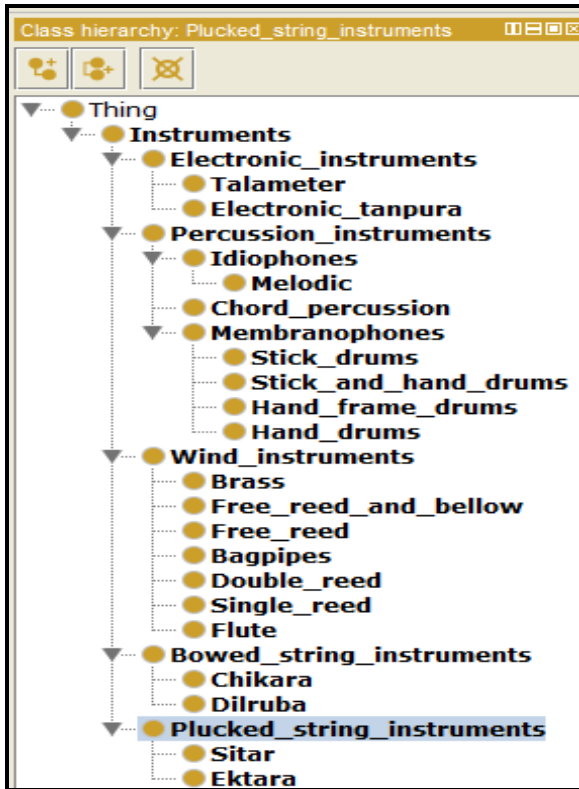 Class hierarchy: Plucked_string_instruments
Thing
Instruments
Electronic_instruments
Talameter
Electronic_tanpura
Percussion_instruments
Idiophones
Melodic
Chord_percussion
Membranophones
Stick_drums
Stick_and_hand_drums
Hand_frame_drums
Hand_drums
Wind_instruments
Brass
Free_reed_and_bellow
Free_reed
Bagpipes
Double_reed
Single_reed
Flute
Bowed_string_instruments
Chikara
Dilruba
Plucked_string_instruments
Sitar
Ektara